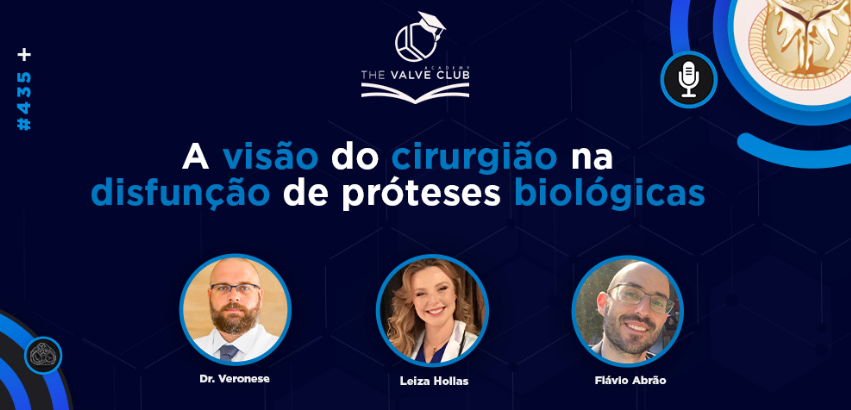 #435 +
ACADEMY
THE VALVE CLUB
A visão do cirurgião na
disfunção de próteses biológicas
Dr. Veronese
Leiza Hollas
Flávio Abrão